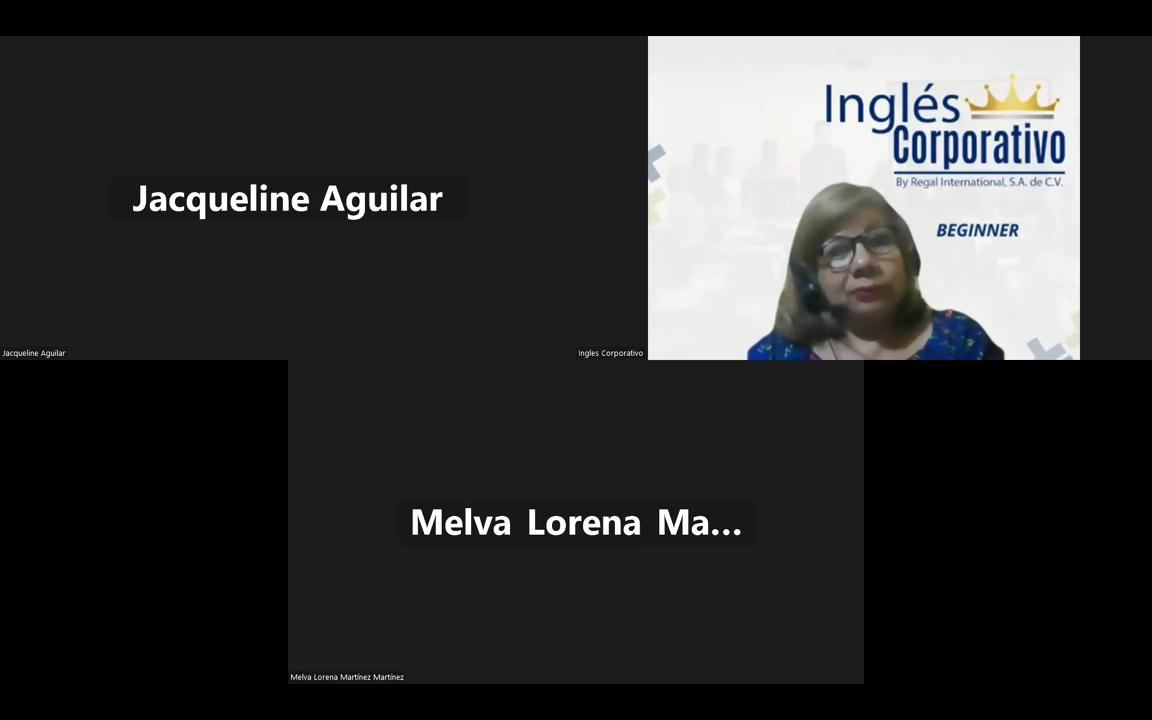 Jacqueline Aguilar
Inglés
Corporativo
By Regal International, S.A. de C.V.
BEGINNER
Jacqueline Aguilar
Ingles Corporativo
Melva Lorena Ma...
Melva Lorena Martínez Martínez